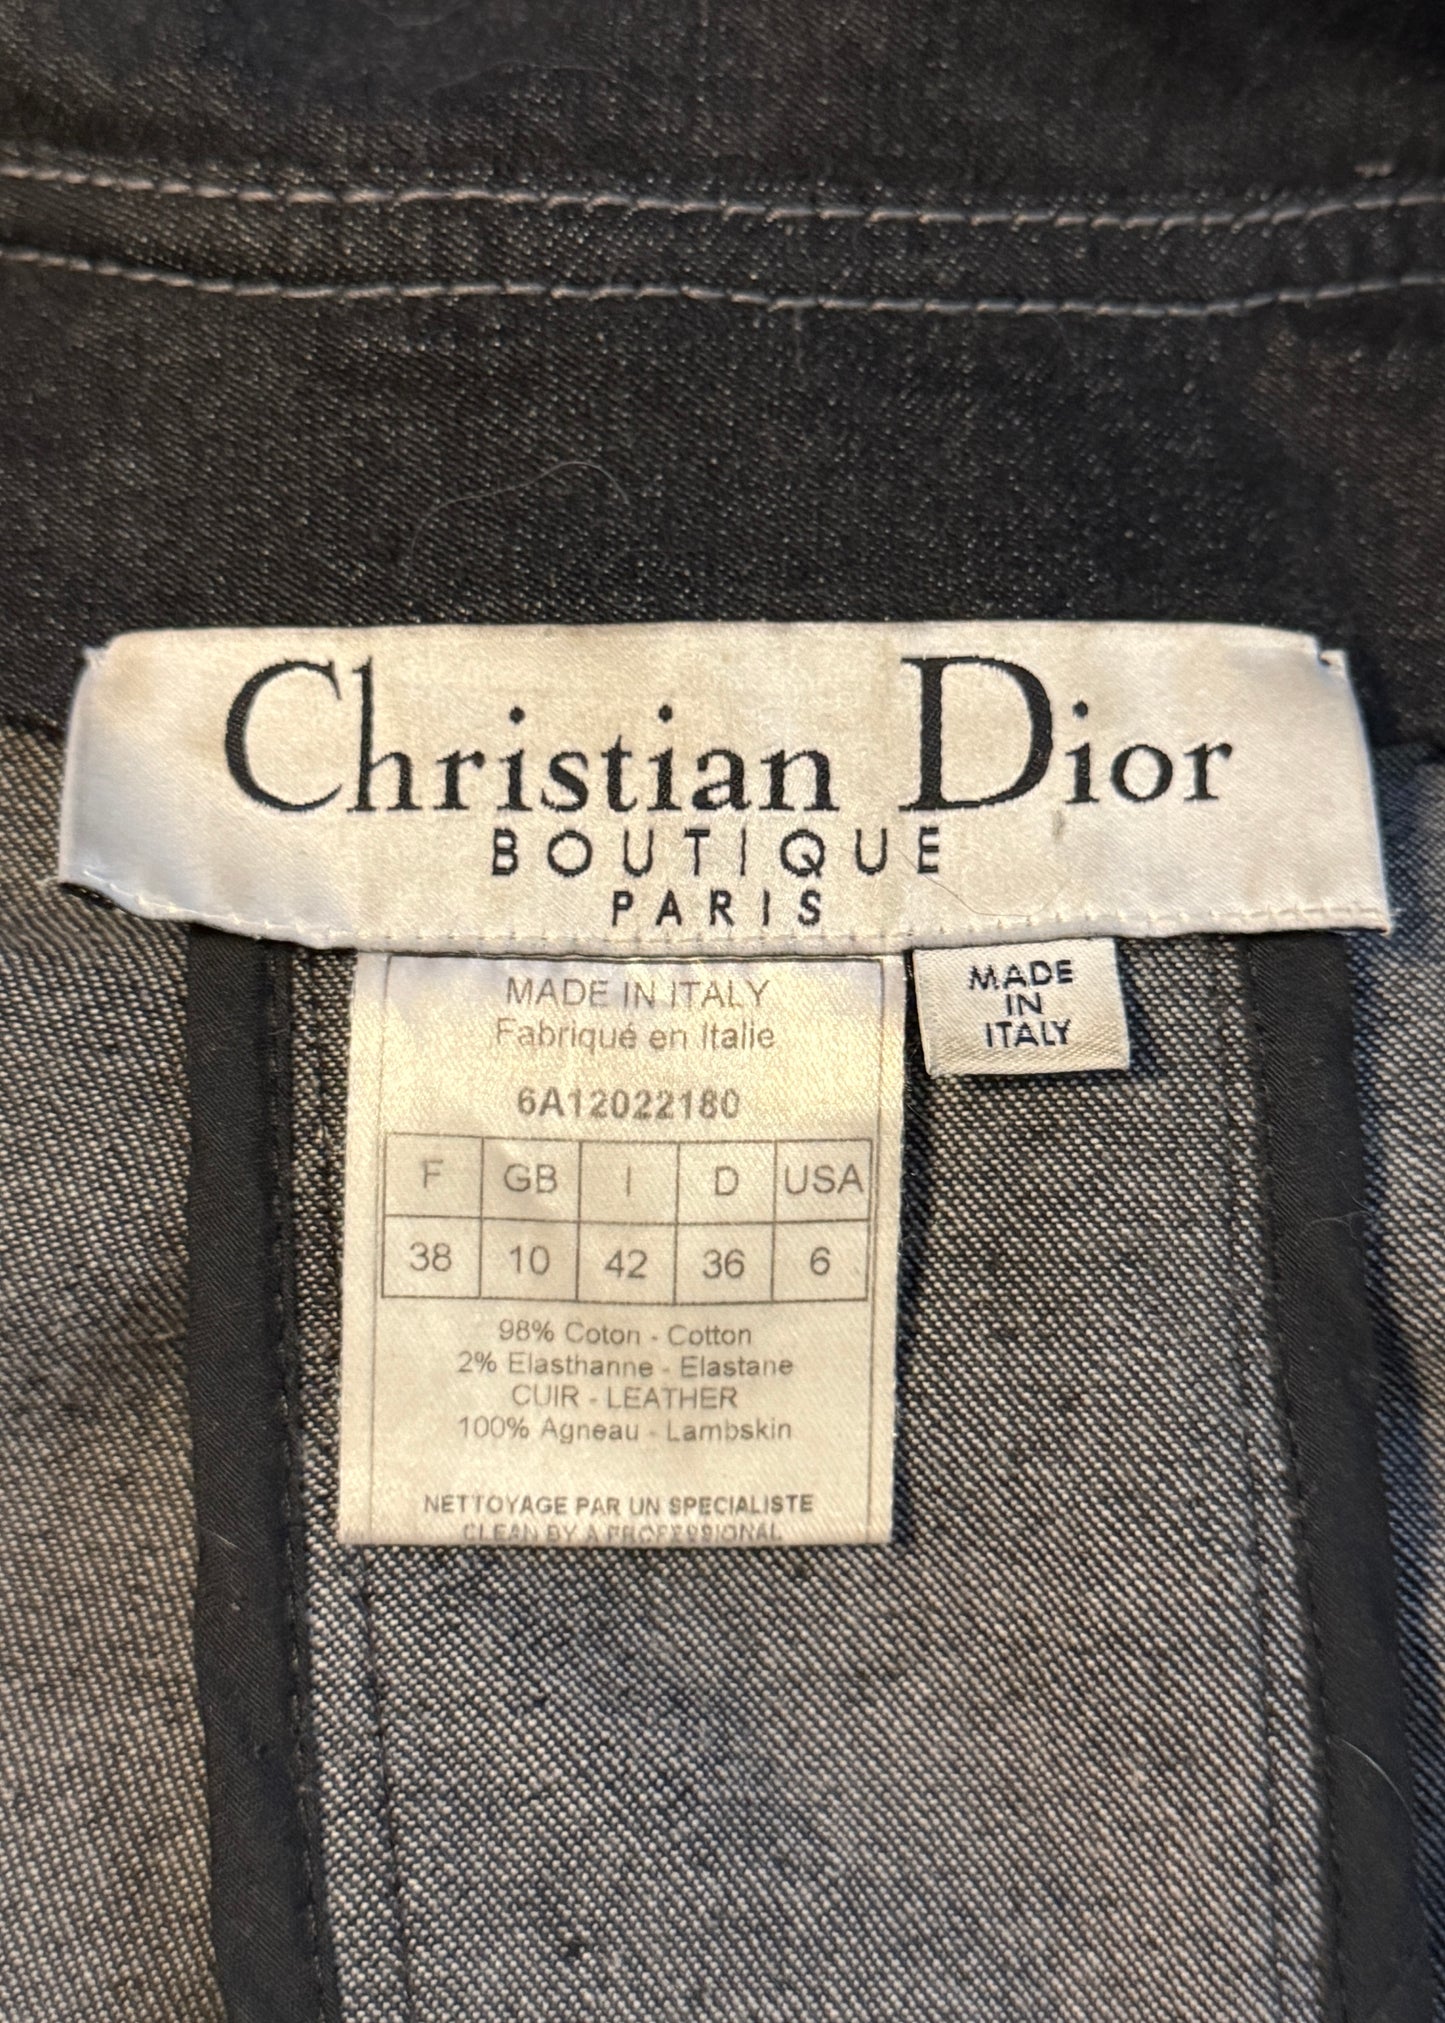 Christian Dior
BOUTIQUE
PARIS
MADE IN ITALY
Fabriqué en Italie
6A12022180
F GB I D USA
38 10 42 36 6
98% Coton - Cotton
2% Elasthanne - Elastane
CUIR - LEATHER
100% Agneau - Lambskin
NETTOYAGE PAR UN SPECIALISTE
CLEAN BY A PROFESSIONAL
MADE
IN
ITALY